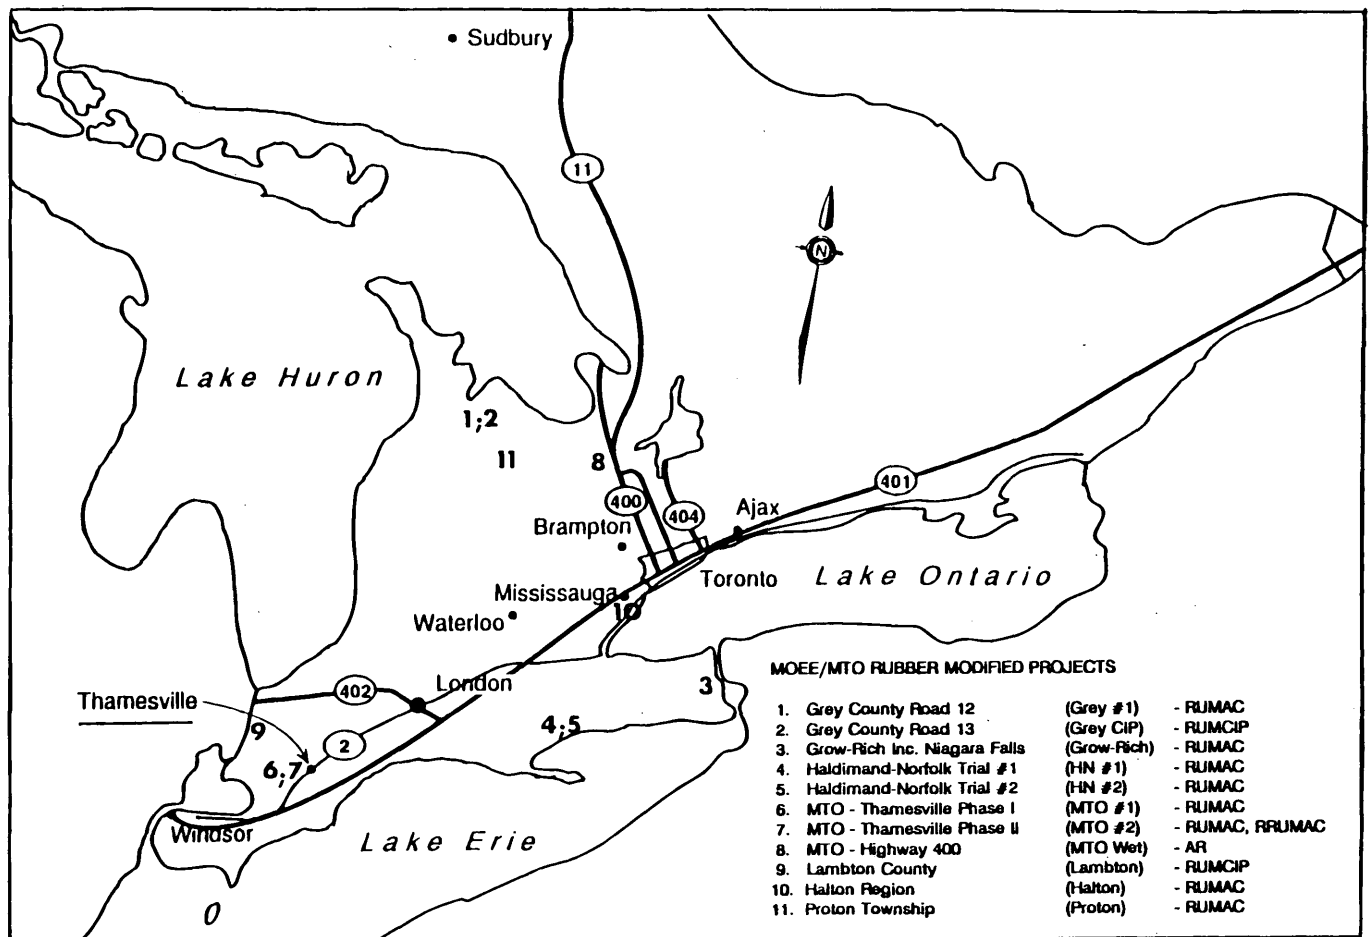 Sudbury
11
N
Lake Huron
1;2
11
8
401
400
404
Ajax
Brampton
Toronto
Lake Ontario
Mississauga
10
Waterloo
MOEE/MTO RUBBER MODIFIED PROJECTS
London
402
3
Thamesville
9
2
4;5
6;7
Windsor
Lake Erie
1. Grey County Road 12 (Grey #1) - RUMAC
2. Grey County Road 13 (Grey CIP) - RUMCIP
3. Grow-Rich Inc. Niagara Falls (Grow-Rich) - RUMAC
4. Haldimand-Norfolk Trial #1 (HN #1) - RUMAC
5. Haldimand-Norfolk Trial #2 (HN #2) - RUMAC
6. MTO - Thamesville Phase I (MTO #1) - RUMAC
7. MTO - Thamesville Phase II (MTO #2) - RUMAC, RRUMAC
8. MTO - Highway 400 (MTO Wet) - AR
9. Lambton County (Lambton) - RUMCIP
10. Halton Region (Halton) - RUMAC
11. Proton Township (Proton) - RUMAC